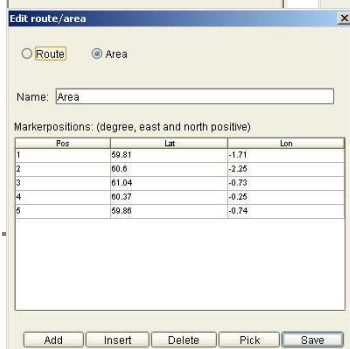 Edit route/area
Route Area
Name: Area
Markerpositions: (degree, east and north positive)
Pos Lat Lon
1 59.81 -1.71
2 60.6 -2.25
3 61.04 -0.73
4 60.37 -0.25
5 59.86 -0.74
Add Insert Delete Pick Save